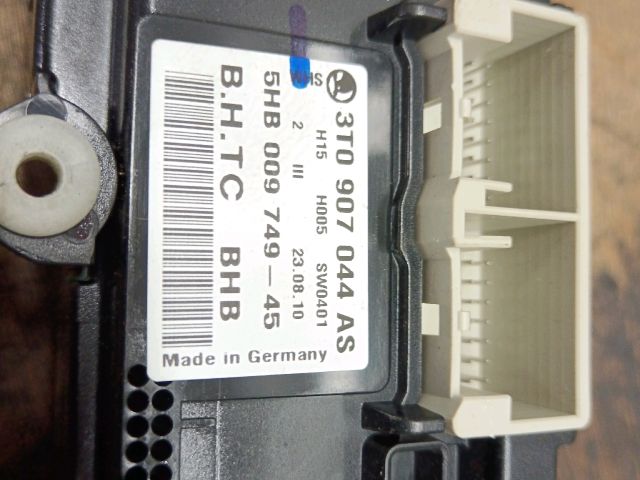 WHS
3T0 907 044 AS
H15 H005 SW0401
2 III 23.08.10
5HB 009 749-45
B.H.TC BHB
Made in Germany